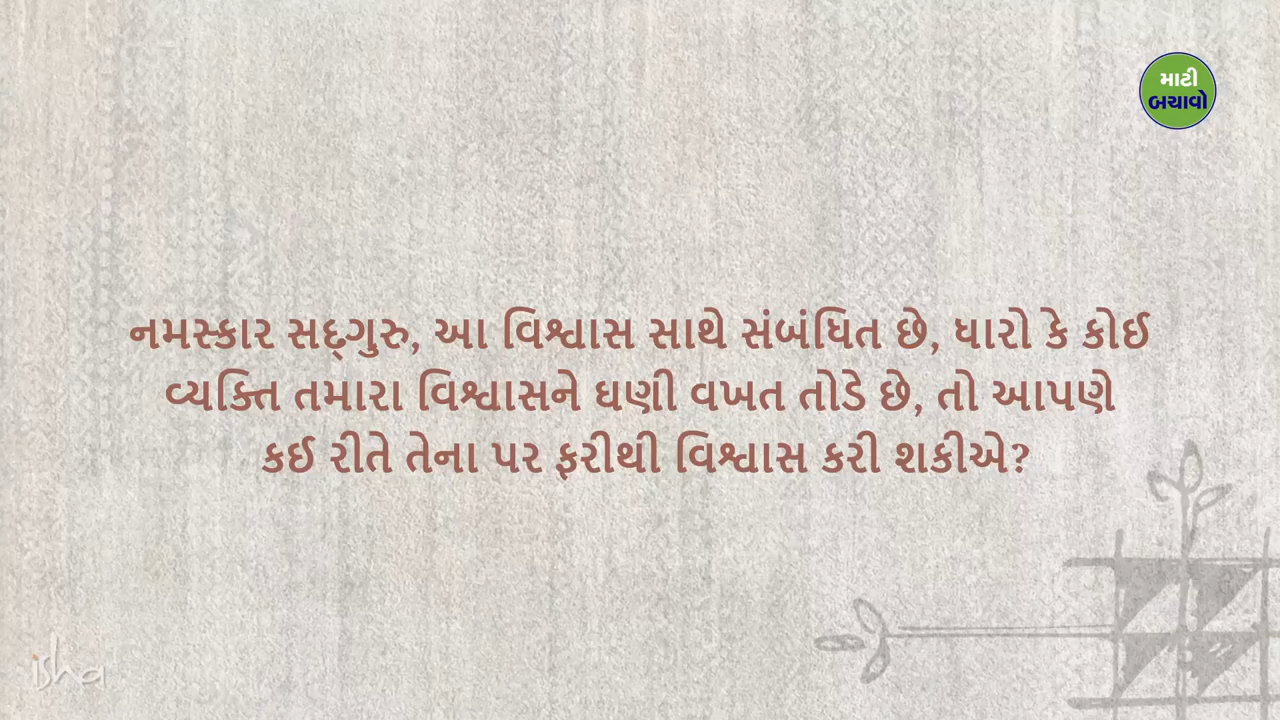 માટી
બચાવો
નમસ્કાર સદ્ગુરુ, આ વિશ્વાસ સાથે સંબંધિત છે, ધારો કે કોઈ
વ્યક્તિ તમારા વિશ્વાસને ઘણી વખત તોડે છે, તો આપણે
કઈ રીતે તેના પર ફરીથી વિશ્વાસ કરી શકીએ?
isha